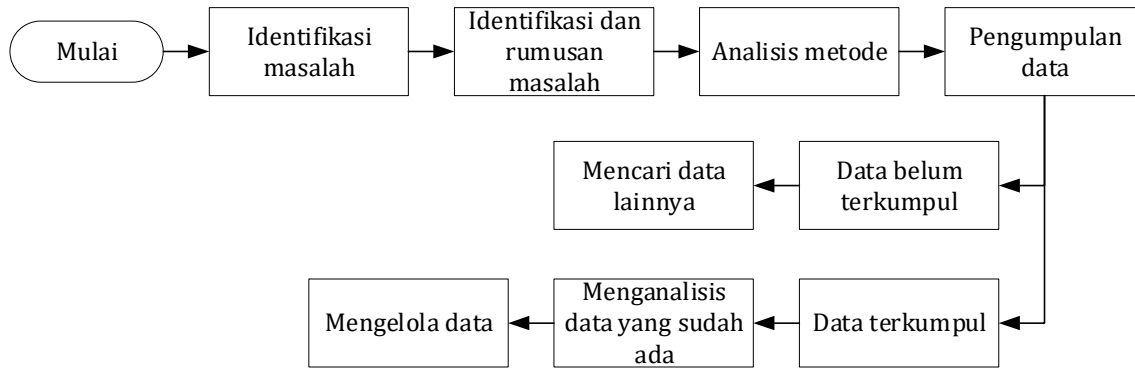 Mulai
Identifikasi
masalah
Identifikasi dan
rumusan
masalah
Analisis metode
Pengumpulan
data
Mencari data
lainnya
Data belum
terkumpul
Mengelola data
Menganalisis
data yang sudah
ada
Data terkumpul